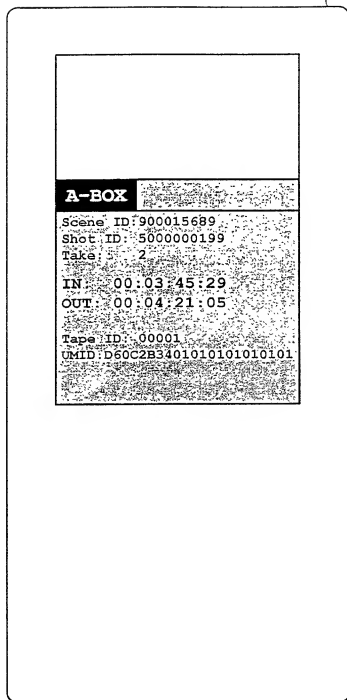 A-BOX
Scene ID:900015689
Shot ID: 5000000199
Take: 2
IN: 00:03:45:29
OUT: 00:04:21:05
Tape ID: 00001
UMID:D60C2B3401010101010101